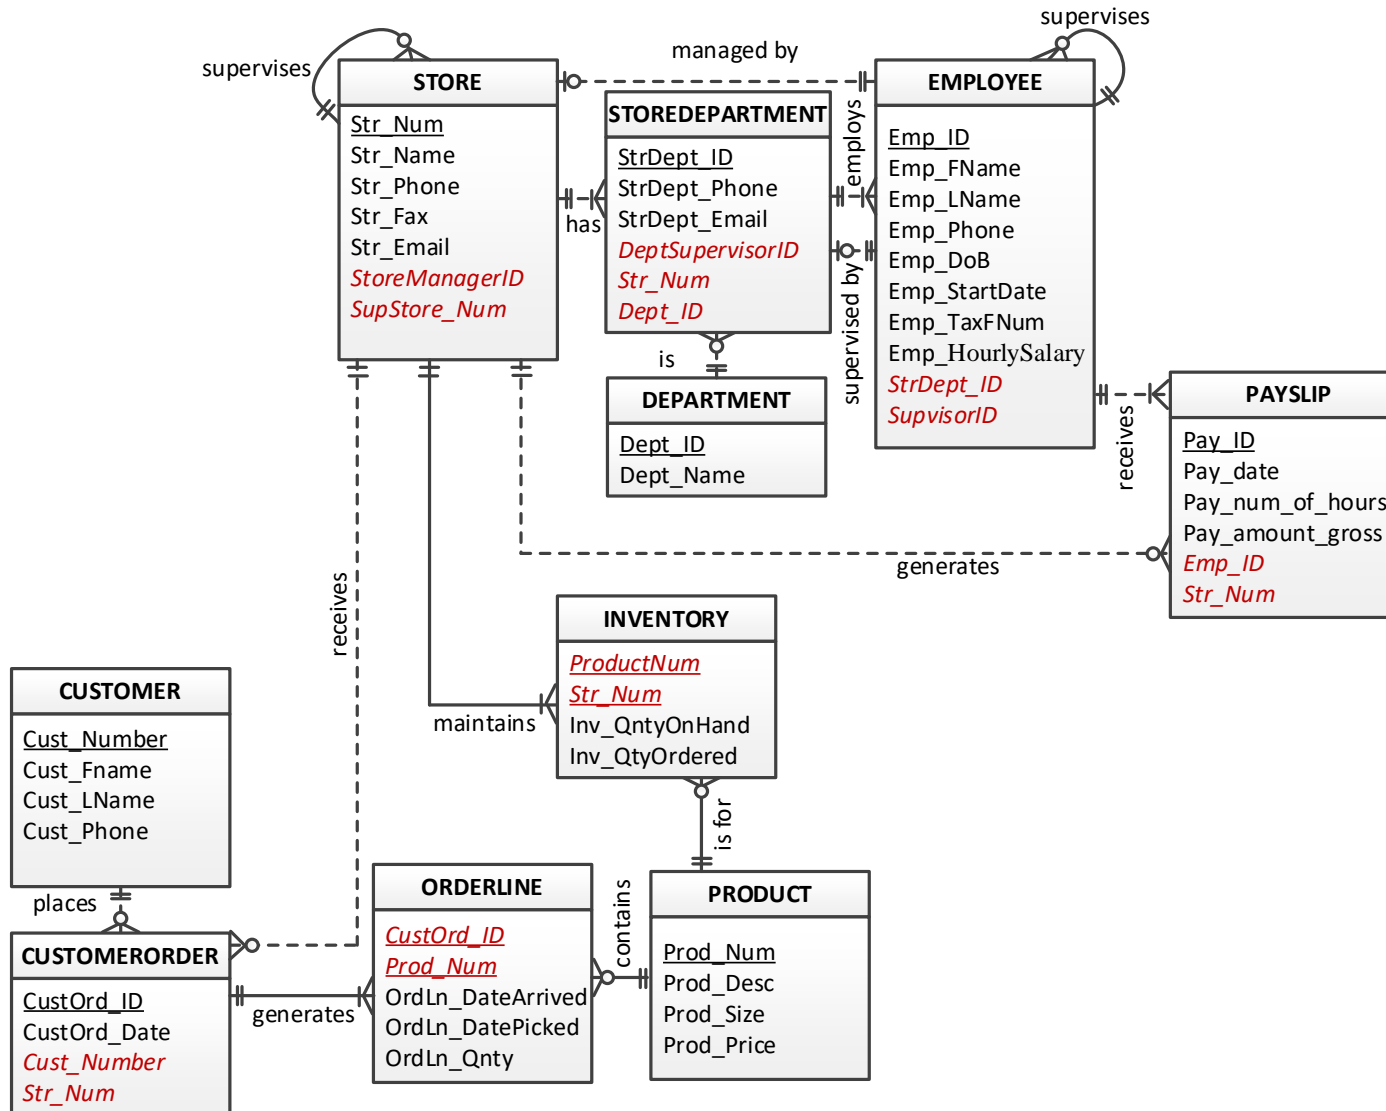 supervises
managed by
supervises
STORE
Str_Num
Str_Name
Str_Phone
Str_Fax
Str_Email
StoreManagerID
SupStore_Num
has
STOREDEPARTMENT
StrDept_ID
StrDept_Phone
StrDept_Email
DeptSupervisorID
Str_Num
Dept_ID
employs
supervised by
EMPLOYEE
Emp_ID
Emp_FName
Emp_LName
Emp_Phone
Emp_DoB
Emp_StartDate
Emp_TaxFNum
Emp_HourlySalary
StrDept_ID
SupvisorID
is
DEPARTMENT
Dept_ID
Dept_Name
receives
PAYSLIP
Pay_ID
Pay_date
Pay_num_of_hours
Pay_amount_gross
Emp_ID
Str_Num
generates
receives
maintains
INVENTORY
ProductNum
Str_Num
Inv_QntyOnHand
Inv_QtyOrdered
is for
CUSTOMER
Cust_Number
Cust_Fname
Cust_LName
Cust_Phone
places
CUSTOMERORDER
CustOrd_ID
CustOrd_Date
Cust_Number
Str_Num
generates
ORDERLINE
CustOrd_ID
Prod_Num
OrdLn_DateArrived
OrdLn_DatePicked
OrdLn_Qnty
contains
PRODUCT
Prod_Num
Prod_Desc
Prod_Size
Prod_Price